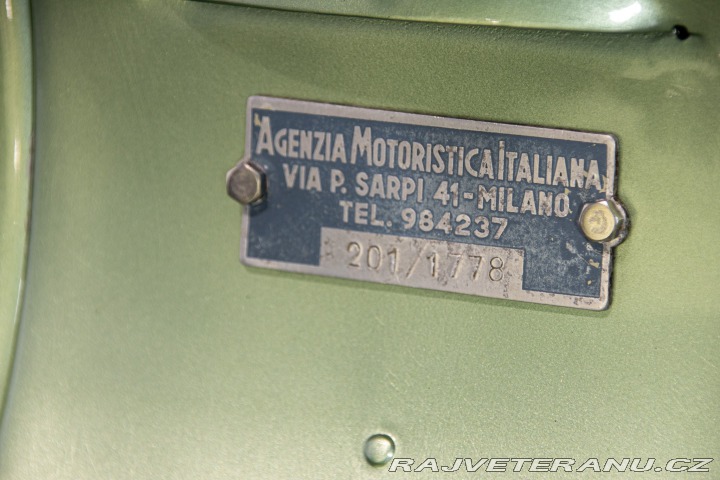 AGENZIA MOTORISTICA ITALIANA
VIA P. SARPI 41-MILANO
TEL. 984237
201/1778
RAJVETERANU.CZ